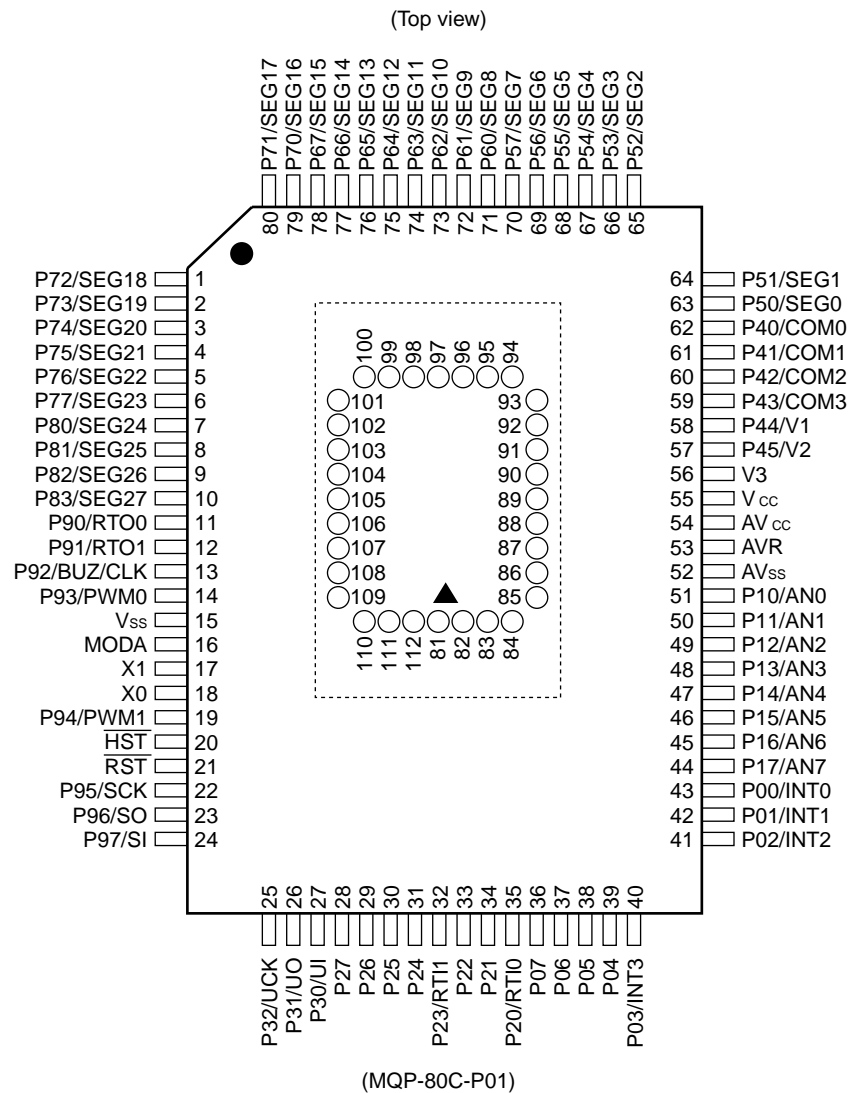 (Top view)
P71/SEG17
P70/SEG16
P67/SEG15
P66/SEG14
P65/SEG13
P64/SEG12
P63/SEG11
P62/SEG10
P61/SEG9
P60/SEG8
P57/SEG7
P56/SEG6
P55/SEG5
P54/SEG4
P53/SEG3
P52/SEG2
80 79 78 77 76 75 74 73 72 71 70 69 68 67 66 65
P72/SEG18 1
P73/SEG19 2
P74/SEG20 3
P75/SEG21 4
P76/SEG22 5
P77/SEG23 6
P80/SEG24 7
P81/SEG25 8
P82/SEG26 9
P83/SEG27 10
P90/RTO0 11
P91/RTO1 12
P92/BUZ/CLK 13
P93/PWM0 14
VSS 15
MODA 16
X1 17
X0 18
P94/PWM1 19
HST 20
RST 21
P95/SCK 22
P96/SO 23
P97/SI 24
100 99 98 97 96 95 94
101 93
102 92
103 91
104 90
105 89
106 88
107 87
108 86
109 85
110 111 112 81 82 83 84
64 P51/SEG1
63 P50/SEG0
62 P40/COM0
61 P41/COM1
60 P42/COM2
59 P43/COM3
58 P44/V1
57 P45/V2
56 V3
55 VCC
54 AVCC
53 AVR
52 AVSS
51 P10/AN0
50 P11/AN1
49 P12/AN2
48 P13/AN3
47 P14/AN4
46 P15/AN5
45 P16/AN6
44 P17/AN7
43 P00/INT0
42 P01/INT1
41 P02/INT2
25 26 27 28 29 30 31 32 33 34 35 36 37 38 39 40
P32/UCK
P31/UO
P30/UI
P27
P26
P25
P24
P23/RTI1
P22
P21
P20/RTI0
P07
P06
P05
P04
P03/INT3
(MQP-80C-P01)